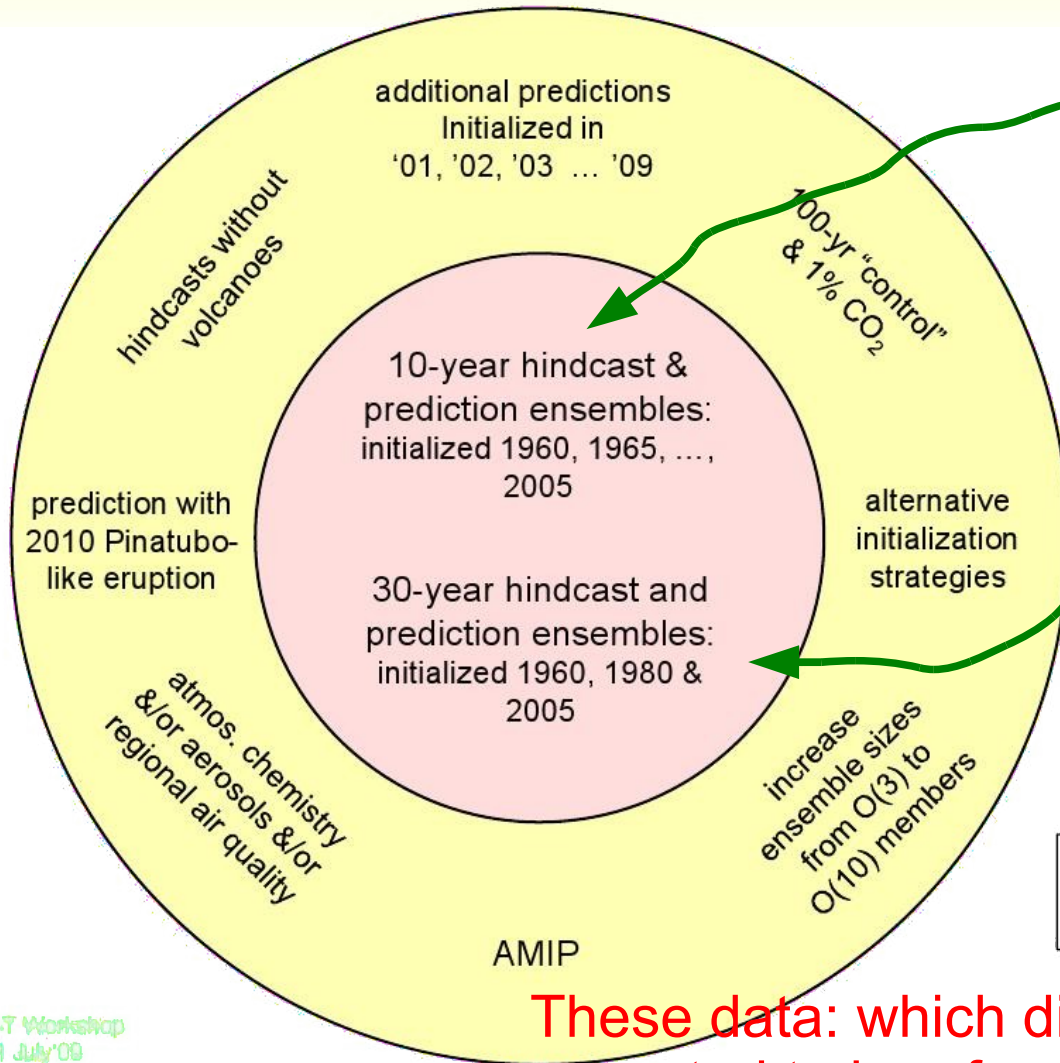 additional predictions
Initialized in
‘01, ’02, ’03 … ’09
hindcasts without
volcanoes
100-yr “control”
& 1% CO₂
10-year hindcast &
prediction ensembles:
initialized 1960, 1965, …,
2005
prediction with
2010 Pinatubo-
like eruption
alternative
initialization
strategies
30-year hindcast and
prediction ensembles:
initialized 1960, 1980 &
2005
atmos. chemistry
&/or aerosols &/or
regional air quality
increase
ensemble sizes
from O(3) to
O(10) members
AMIP
These data: which
Workshop
July'09